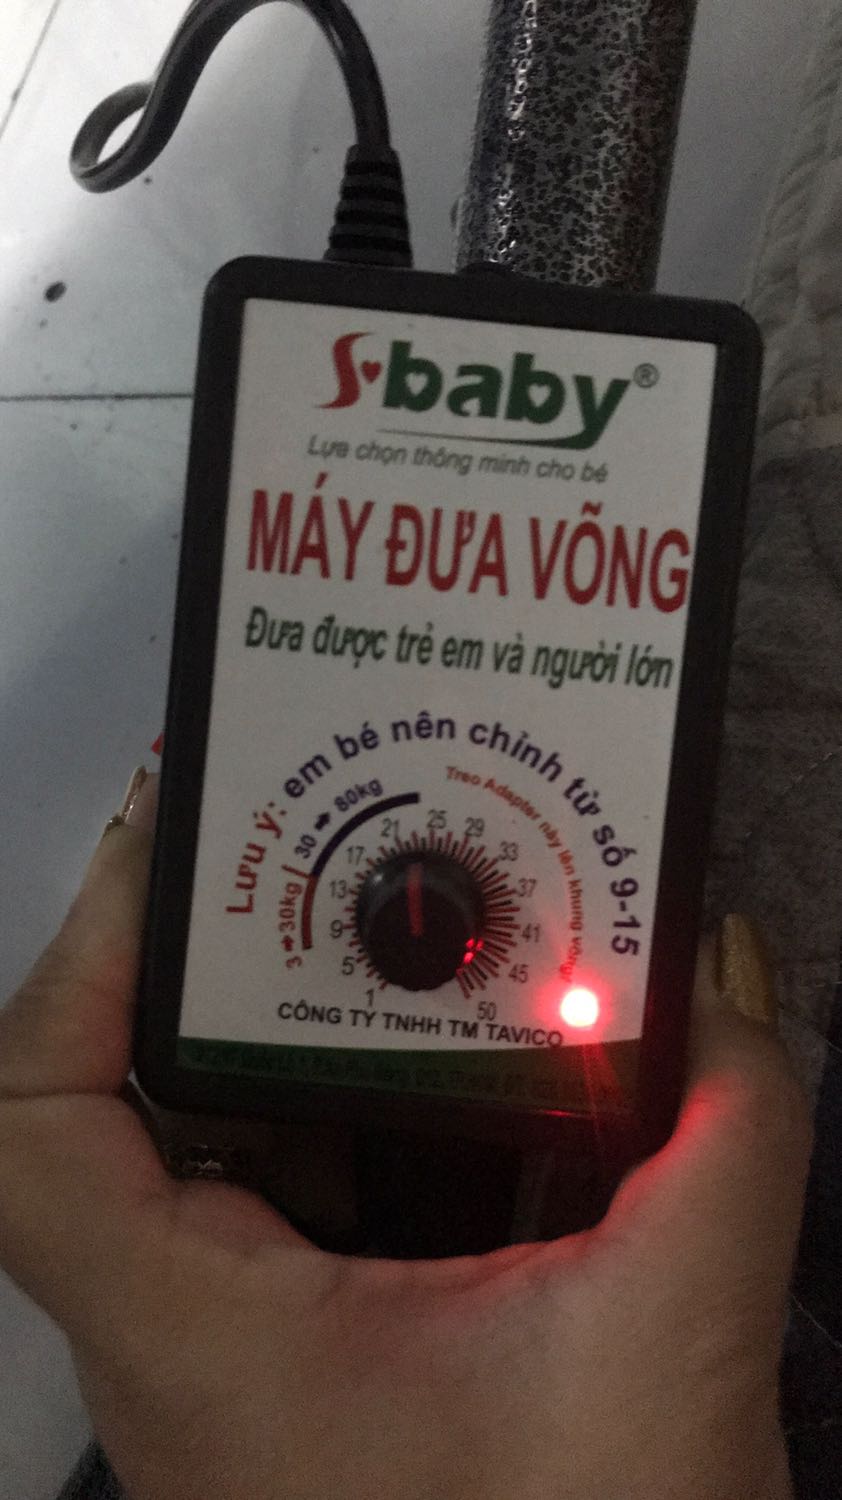 S baby®
Lựa chọn thông minh cho bé
MÁY ĐƯA VÕNG
Đưa được trẻ em và người lớn
Lưu ý: em bé nên chỉnh từ số 9-15
Treo Adapter này lên khung võng
3➔30kg / 30➔80kg
1
5
9
13
17
21
25
29
33
37
41
45
50
CÔNG TY TNHH TM TAVICO